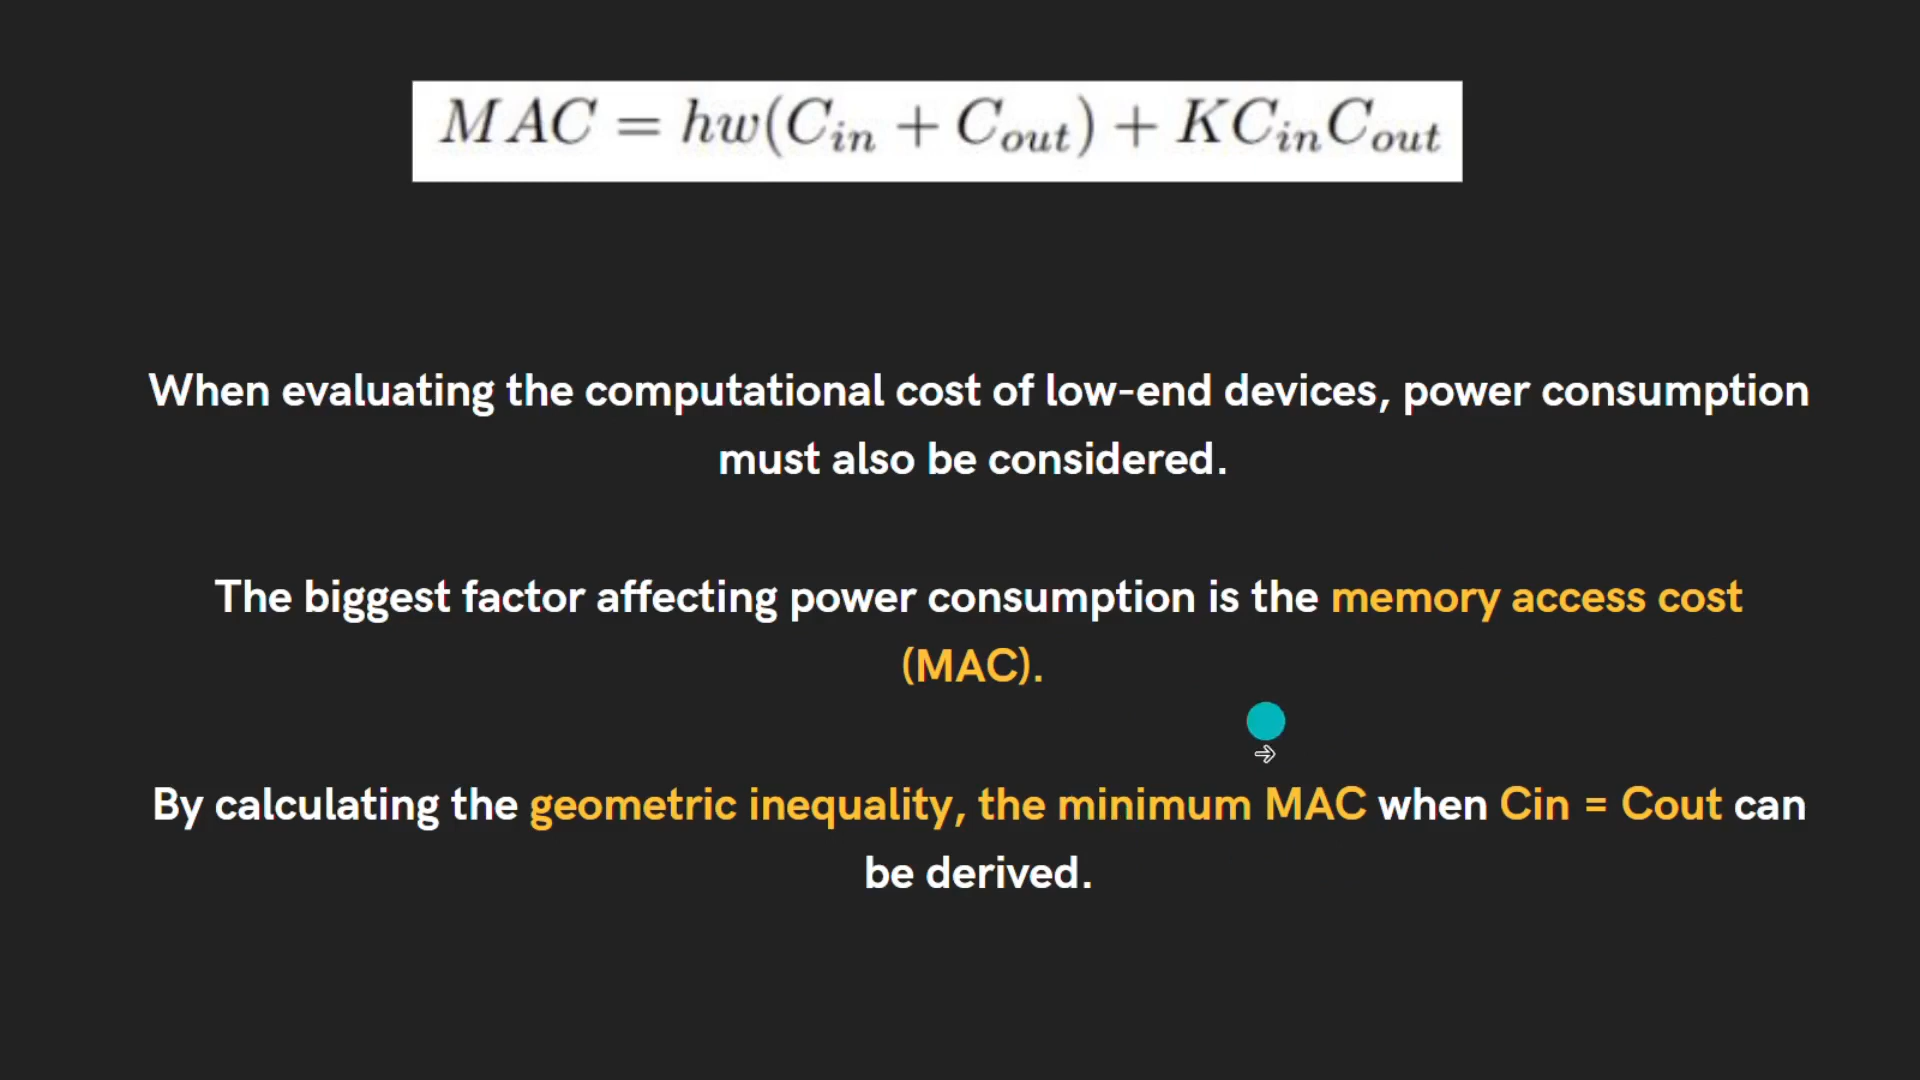 MAC = hw(C_in + C_out) + KC_inC_out
When evaluating the computational cost of low-end devices, power consumption
must also be considered.
The biggest factor affecting power consumption is the memory access cost
(MAC).
By calculating the geometric inequality, the minimum MAC when Cin = Cout can
be derived.